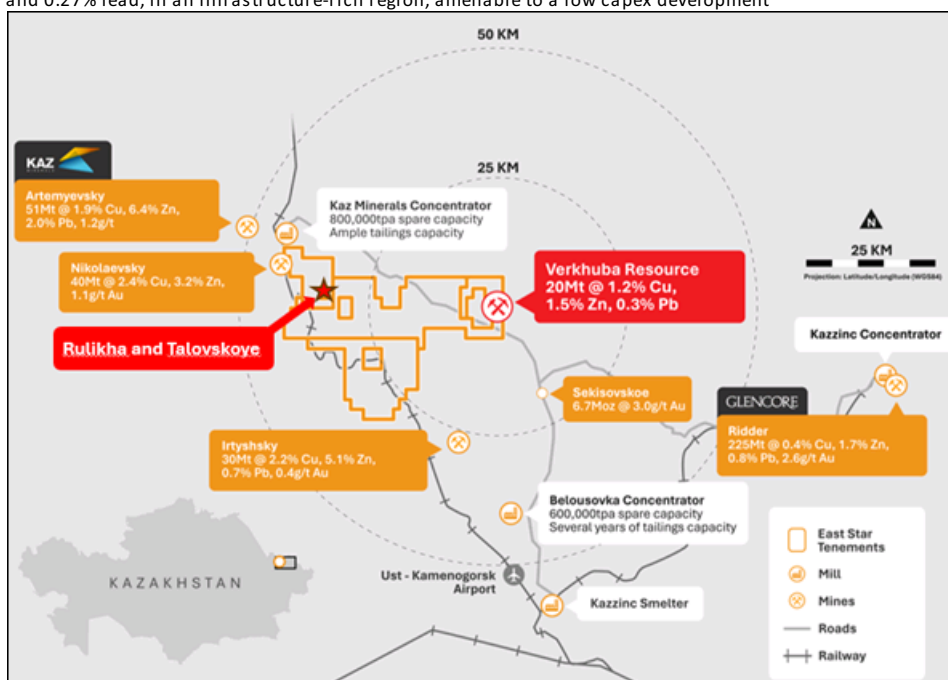 and 0.27% lead, in an infrastructure-rich region, amenable to a low capex development
50 KM
25 KM
KAZ
Artemyevsky
51Mt @ 1.9% Cu, 6.4% Zn,
2.0% Pb, 1.2g/t
Kaz Minerals Concentrator
800,000tpa spare capacity
Ample tailings capacity
Nikolaevsky
40Mt @ 2.4% Cu, 3.2% Zn,
1.1g/t Au
Rulikha and Talovskoye
Verkhuba Resource
20Mt @ 1.2% Cu,
1.5% Zn, 0.3% Pb
N
25 KM
Projection: Latitude/Longitude (WGS84)
Kazzinc Concentrator
Sekisovskoe
6.7Moz @ 3.0g/t Au
GLENCORE
Ridder
225Mt @ 0.4% Cu, 1.7% Zn,
0.8% Pb, 2.6g/t Au
Irtyshsky
30Mt @ 2.2% Cu, 5.1% Zn,
0.7% Pb, 0.4g/t Au
Belousovka Concentrator
600,000tpa spare capacity
Several years of tailings capacity
KAZAKHSTAN
Ust - Kamenogorsk
Airport
Kazzinc Smelter
East Star
Tenements
Mill
Mines
Roads
Railway